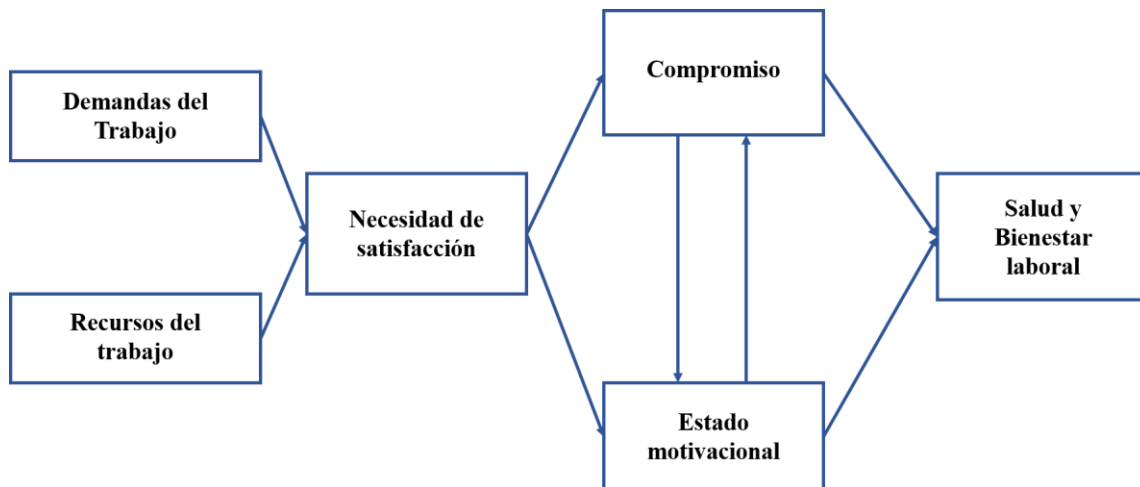 Demandas del
Trabajo
Recursos del
trabajo
Necesidad de
satisfacción
Compromiso
Estado
motivacional
Salud y
Bienestar
laboral